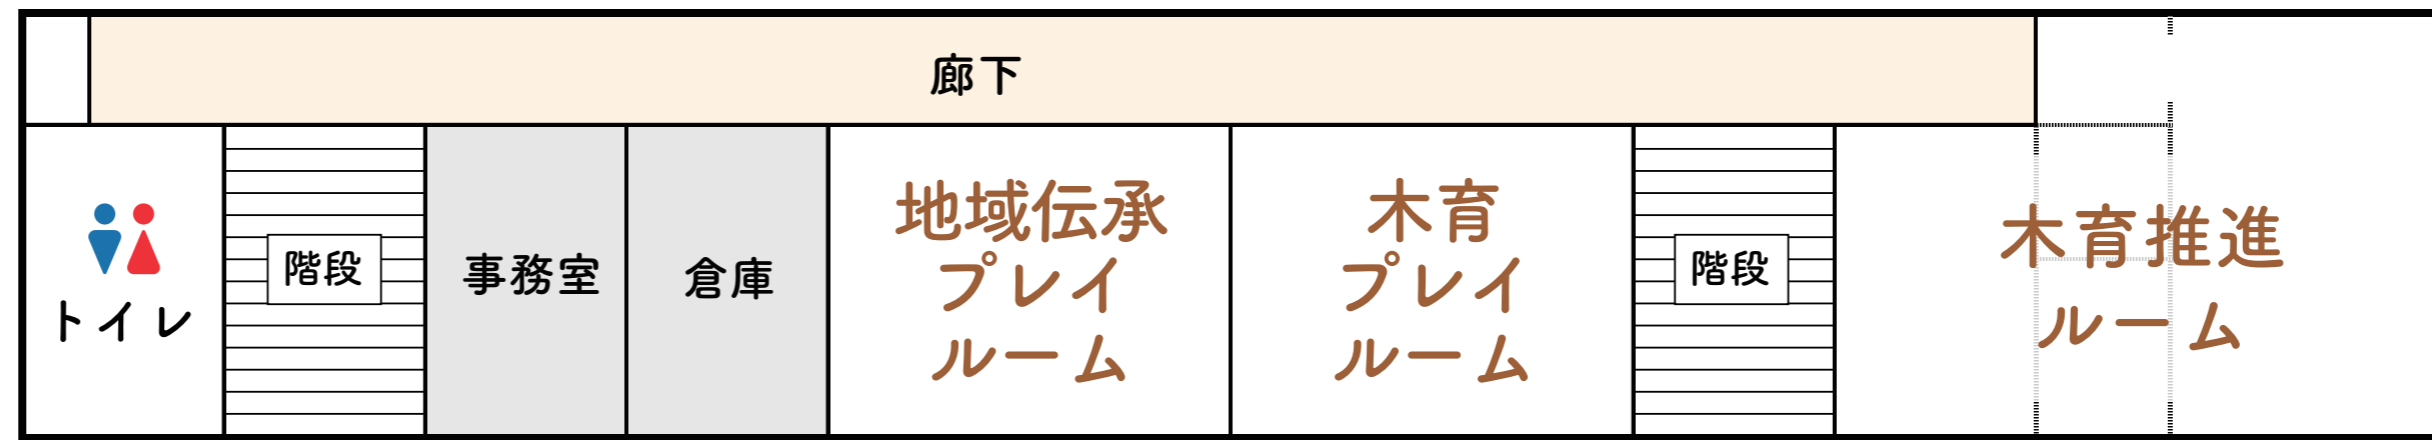 廊下
トイレ
階段
事務室
倉庫
地域伝承
プレイ
ルーム
木育
プレイ
ルーム
階段
木育推進
ルーム